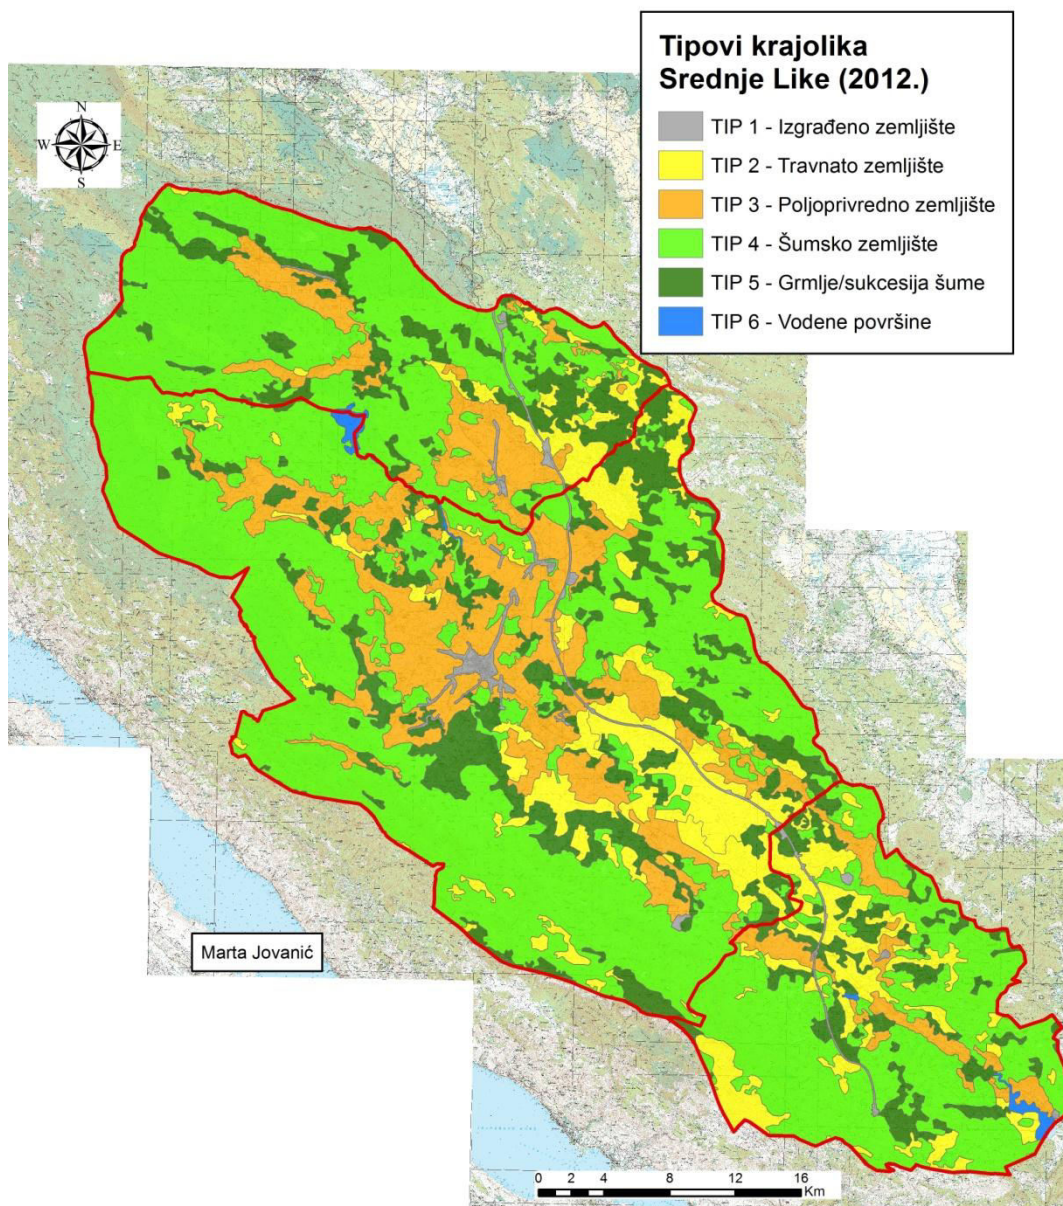 Tipovi krajolika
Srednje Like (2012.)
TIP 1 - Izgrađeno zemljište
TIP 2 - Travnato zemljište
TIP 3 - Poljoprivredno zemljište
TIP 4 - Šumsko zemljište
TIP 5 - Grmlje/sukcesija šume
TIP 6 - Vodene površine
N
W E
S
Marta Jovanić
0 2 4 8 12 16
Km